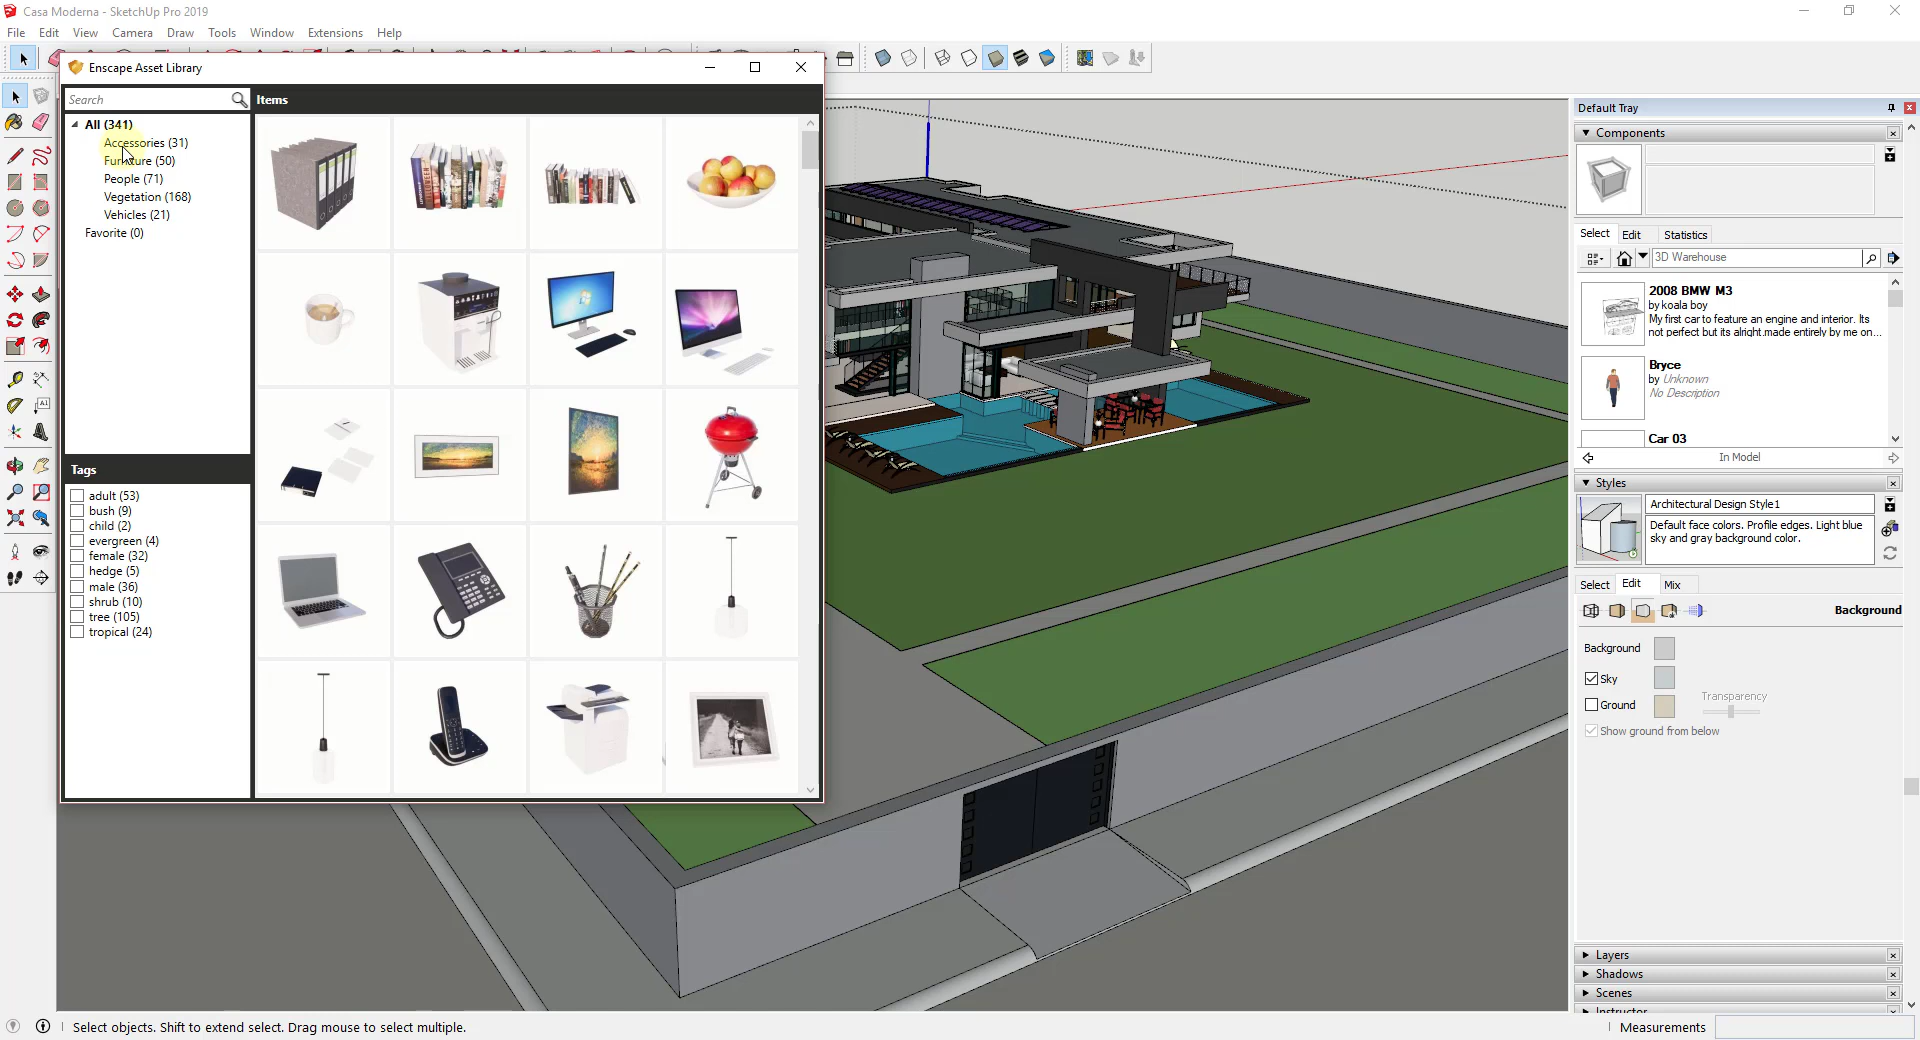 Casa Moderna - SketchUp Pro 2019
File Edit View Camera Draw Tools Window Extensions Help
Enscape Asset Library
Search
Items
All (341)
Accessories (31)
Furniture (50)
People (71)
Vegetation (168)
Vehicles (21)
Favorite (0)
Tags
adult (53)
bush (9)
child (2)
evergreen (4)
female (32)
hedge (5)
male (36)
shrub (10)
tree (105)
tropical (24)
Default Tray
Components
Select Edit Statistics
3D Warehouse
2008 BMW M3
by koala boy
My first car to feature an engine and interior. Its
not perfect but its alright.made entirely by me on...
Bryce
by Unknown
No Description
Car 03
In Model
Styles
Architectural Design Style1
Default face colors. Profile edges. Light blue
sky and gray background color.
Select Edit Mix
Background
Background
Sky
Transparency
Ground
Show ground from below
Layers
Shadows
Scenes
Instructor
Select objects. Shift to extend select. Drag mouse to select multiple.
Measurements